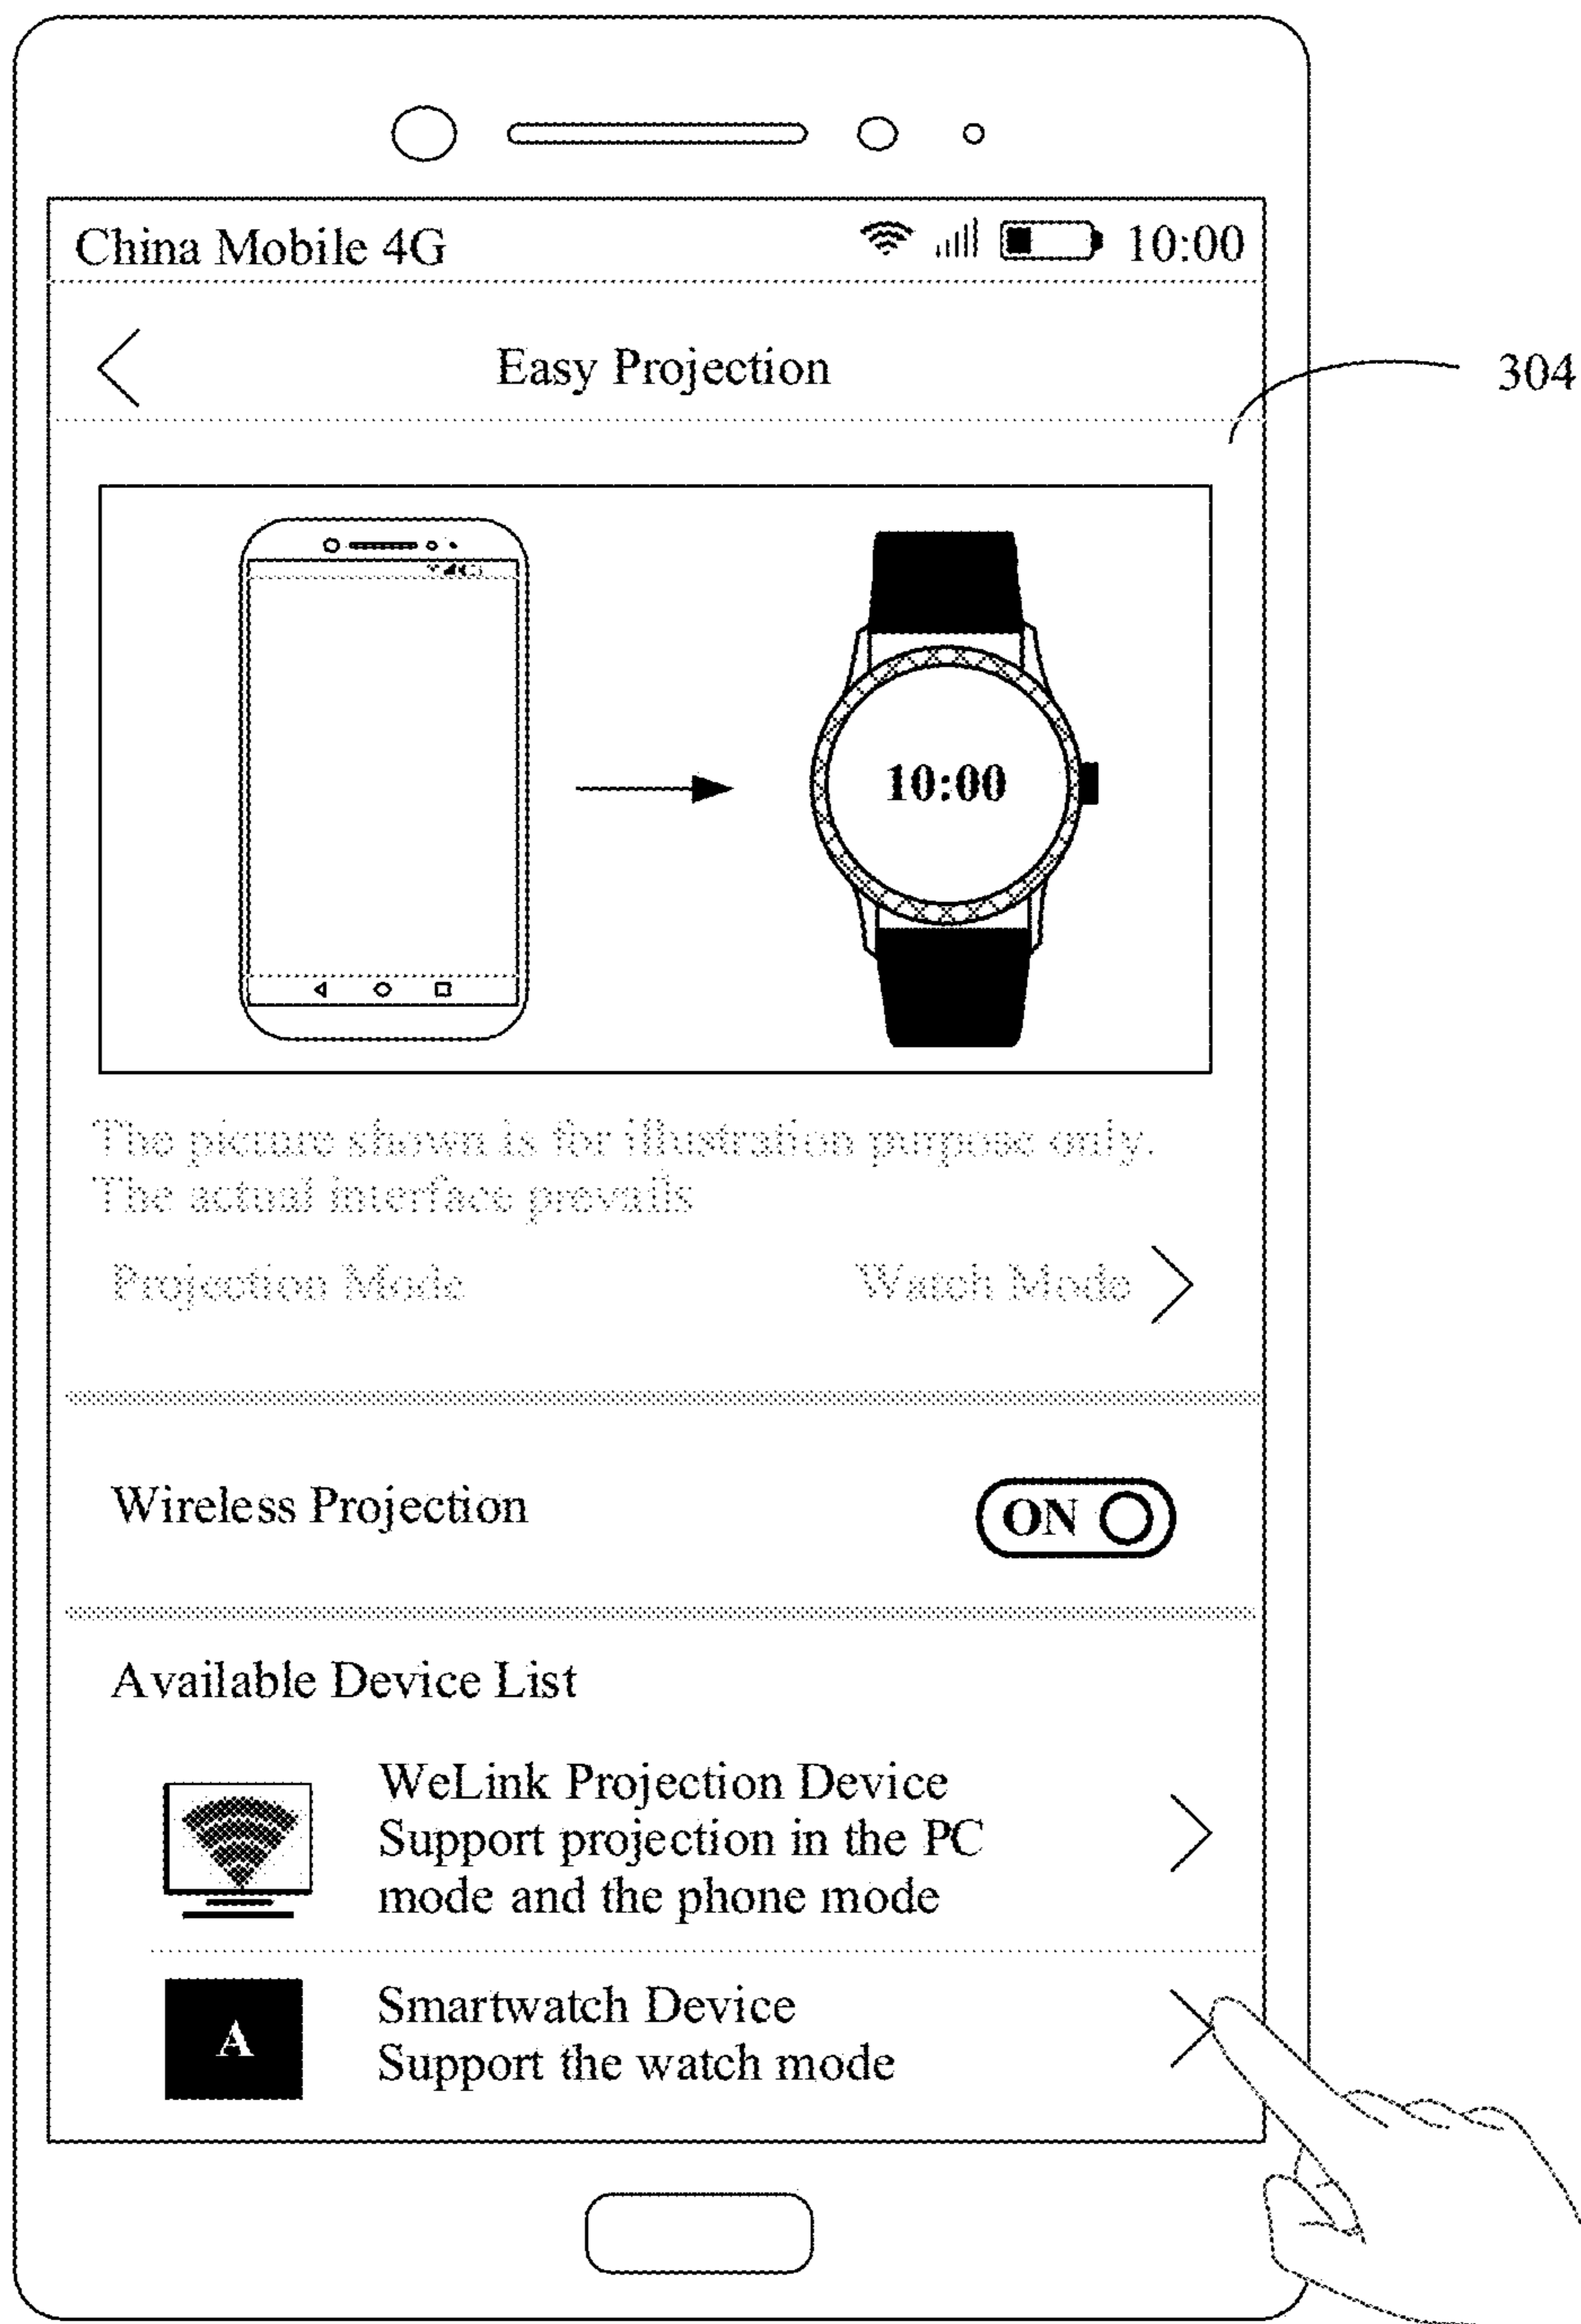 China Mobile 4G 10:00
Easy Projection
304
10:00
The picture shown is for illustration purpose only.
The actual interface prevails
Projection Mode Watch Mode
Wireless Projection ON
Available Device List
WeLink Projection Device
Support projection in the PC
mode and the phone mode
A
Smartwatch Device
Support the watch mode